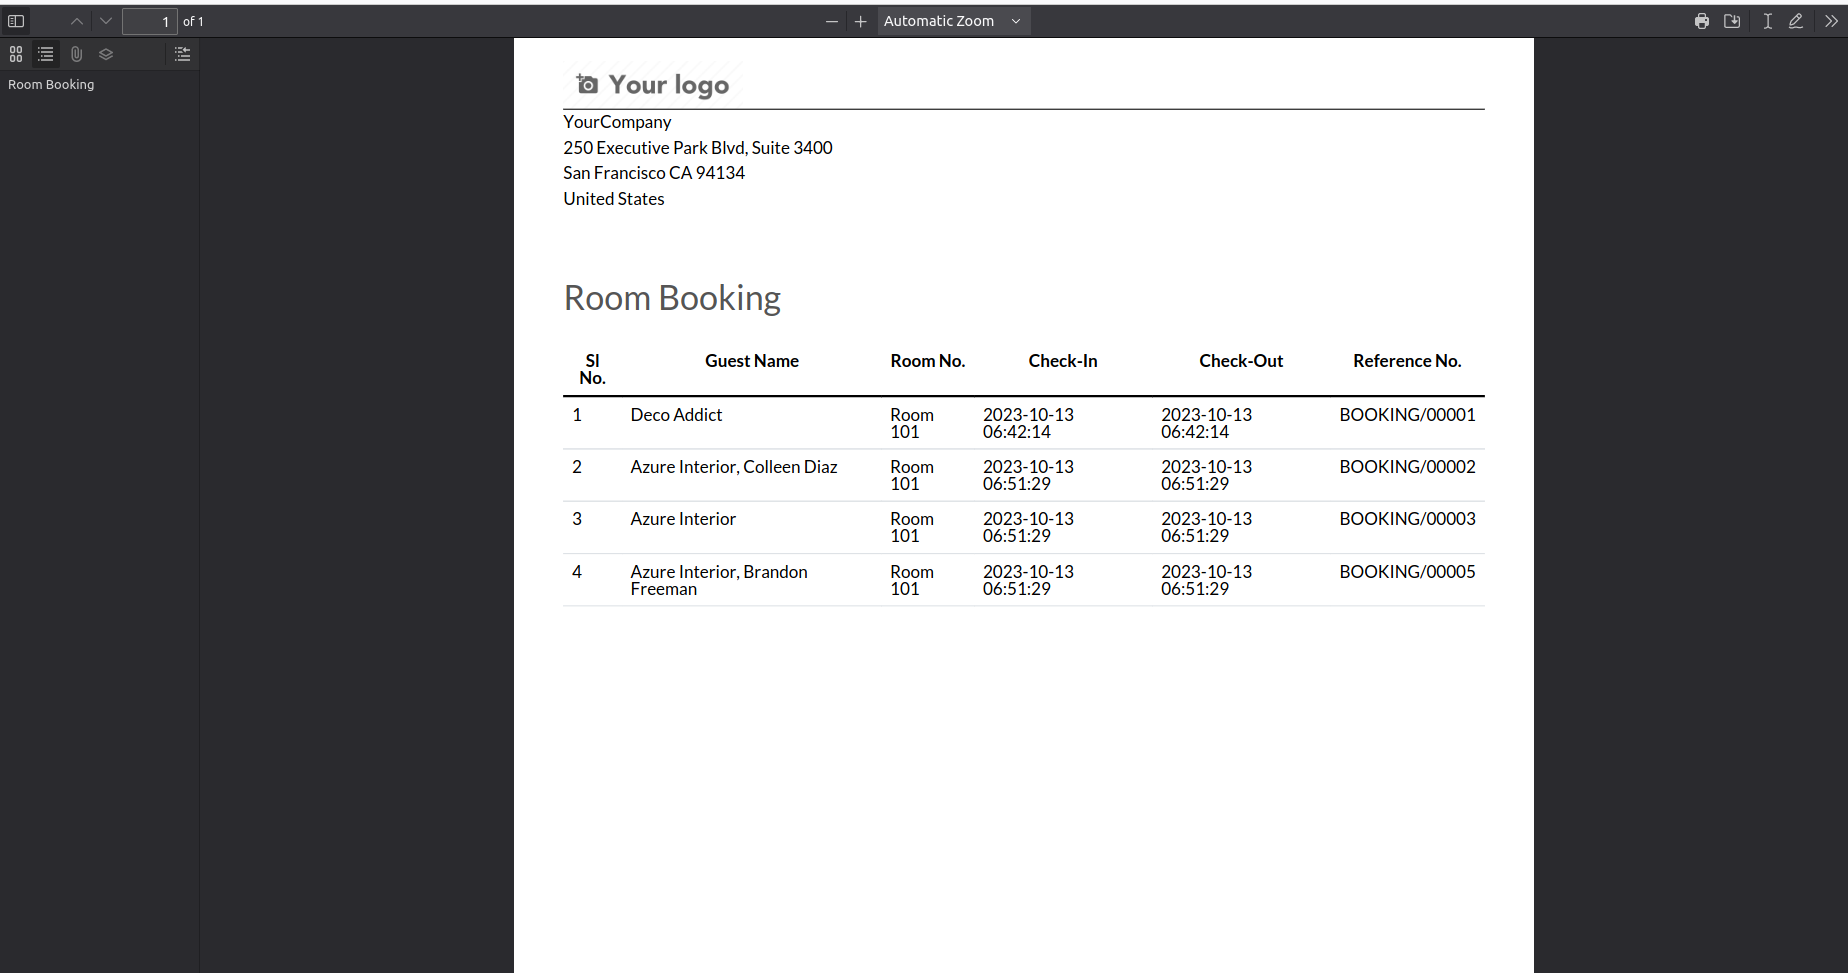 1 of 1
Automatic Zoom
Room Booking
Your logo
YourCompany
250 Executive Park Blvd, Suite 3400
San Francisco CA 94134
United States
Room Booking
Sl No. Guest Name Room No. Check-In Check-Out Reference No.
1 Deco Addict Room 101 2023-10-13 06:42:14 2023-10-13 06:42:14 BOOKING/00001
2 Azure Interior, Colleen Diaz Room 101 2023-10-13 06:51:29 2023-10-13 06:51:29 BOOKING/00002
3 Azure Interior Room 101 2023-10-13 06:51:29 2023-10-13 06:51:29 BOOKING/00003
4 Azure Interior, Brandon Freeman Room 101 2023-10-13 06:51:29 2023-10-13 06:51:29 BOOKING/00005